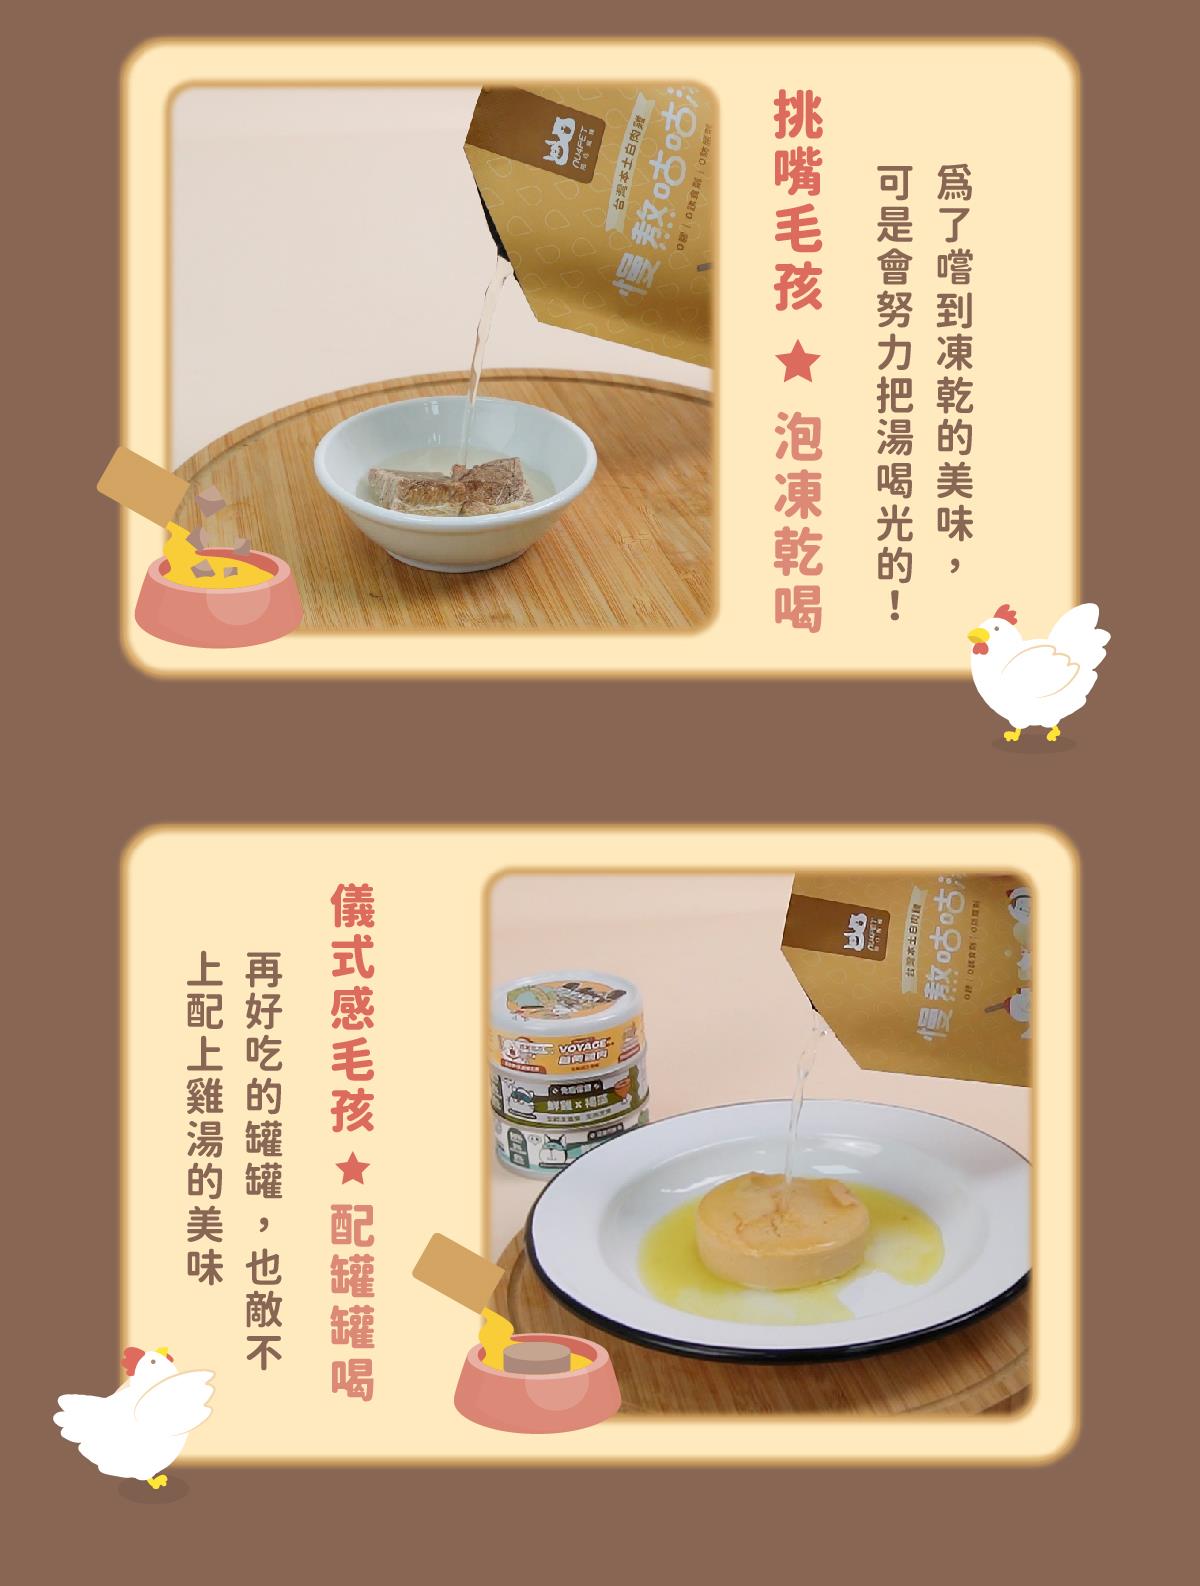 為了嚐到凍乾的美味，
可是會努力把湯喝光的！
挑嘴毛孩★泡凍乾喝
慢熬咕咕
台灣本土白肉雞
儀式感毛孩★配罐罐喝
再好吃的罐罐，也敵不
上配上雞湯的美味
慢熬咕咕
台灣本土白肉雞
VOYAGE